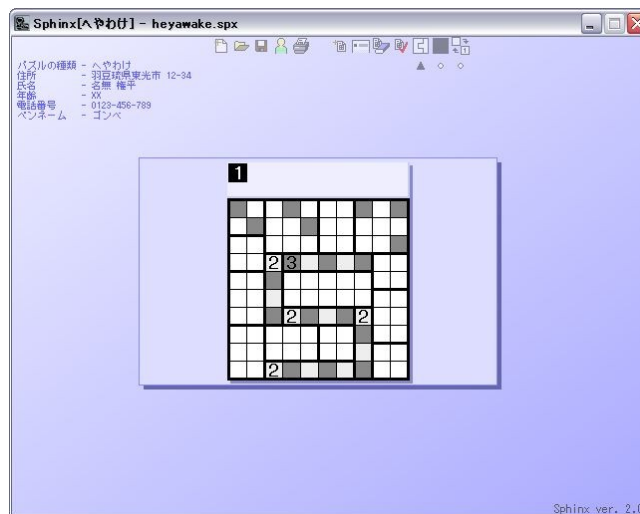 Sphinx[へやわけ] - heyawake.spx
パズルの種類 - へやわけ
住所 - 羽豆琉県東光市 12-34
氏名 - 名無 権平
年齢 - XX
電話番号 - 0123-456-789
ペンネーム - ゴンベ
1
2 3
2 2
2
Sphinx ver. 2.0